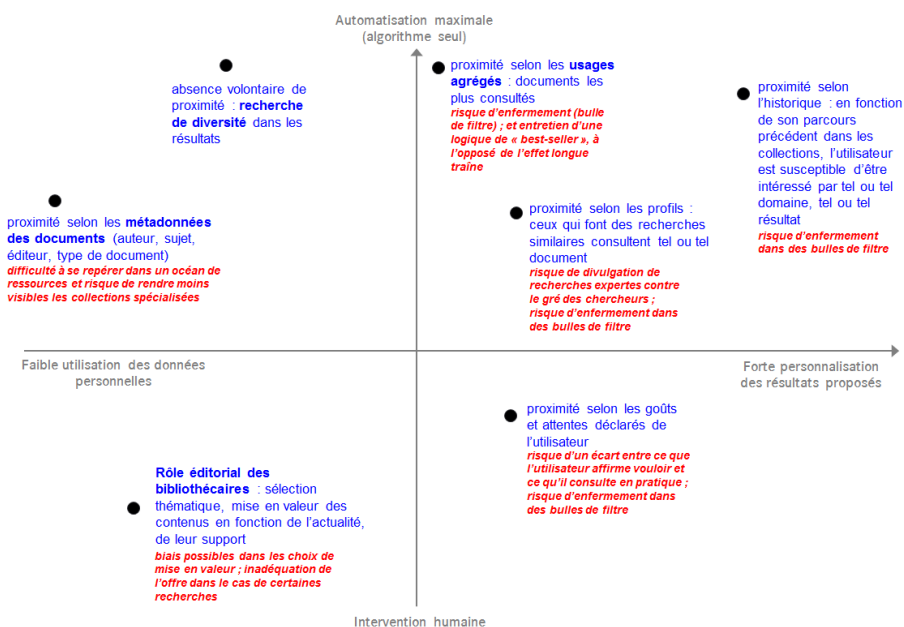 Automatisation maximale
(algorithme seul)
absence volontaire de
proximité : recherche
de diversité dans les
résultats
proximité selon les usages
agrégés : documents les
plus consultés
risque d'enfermement (bulle
de filtre) ; et entretien d'une
logique de « best-seller », à
l'opposé de l'effet longue
traîne
proximité selon
l'historique : en fonction
de son parcours
précédent dans les
collections, l'utilisateur
est susceptible d'être
intéressé par tel ou tel
domaine, tel ou tel
résultat
risque d'enfermement
dans des bulles de filtre
proximité selon les métadonnées
des documents (auteur, sujet,
éditeur, type de document)
difficulté à se repérer dans un océan de
ressources et risque de rendre moins
visibles les collections spécialisées
proximité selon les profils :
ceux qui font des recherches
similaires consultent tel ou tel
document
risque de divulgation de
recherches expertes contre
le gré des chercheurs ;
risque d'enfermement dans
des bulles de filtre
Faible utilisation des données
personnelles
Forte personnalisation
des résultats proposés
proximité selon les goûts
et attentes déclarés de
l'utilisateur
risque d'un écart entre ce que
l'utilisateur affirme vouloir et
ce qu'il consulte en pratique ;
risque d'enfermement dans
des bulles de filtre
Rôle éditorial des
bibliothécaires : sélection
thématique, mise en valeur des
contenus en fonction de l'actualité,
de leur support
biais possibles dans les choix de
mise en valeur ; inadéquation de
l'offre dans le cas de certaines
recherches
Intervention humaine